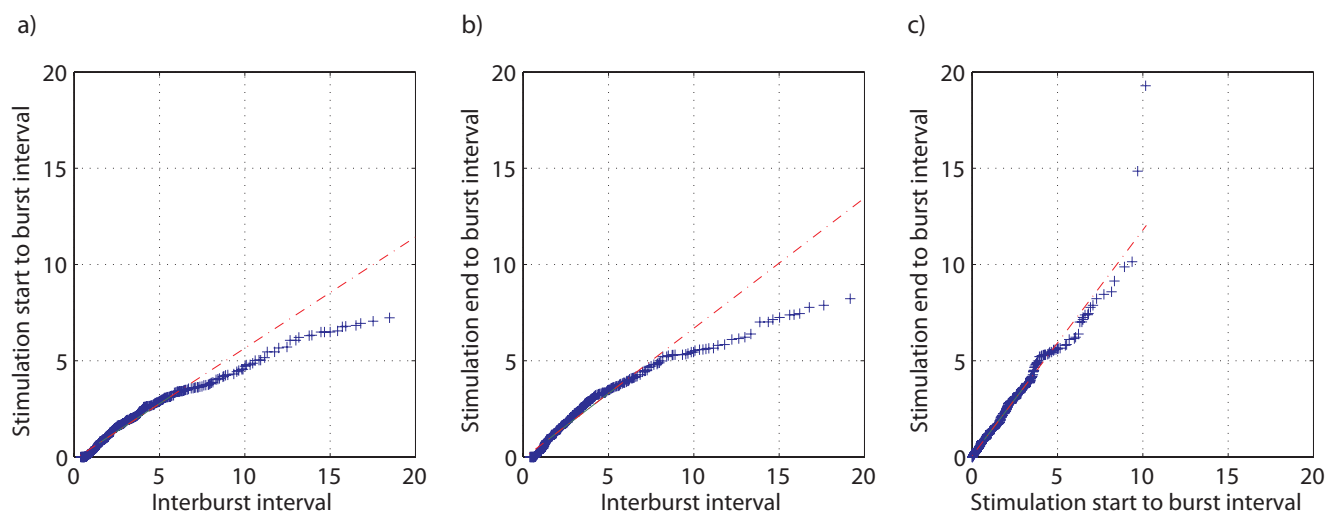 a)
Stimulation start to burst interval
20
15
10
5
0
0 5 10 15 20
Interburst interval
b)
Stimulation end to burst interval
20
15
10
5
0
0 5 10 15 20
Interburst interval
c)
Stimulation end to burst interval
20
15
10
5
0
0 5 10 15 20
Stimulation start to burst interval